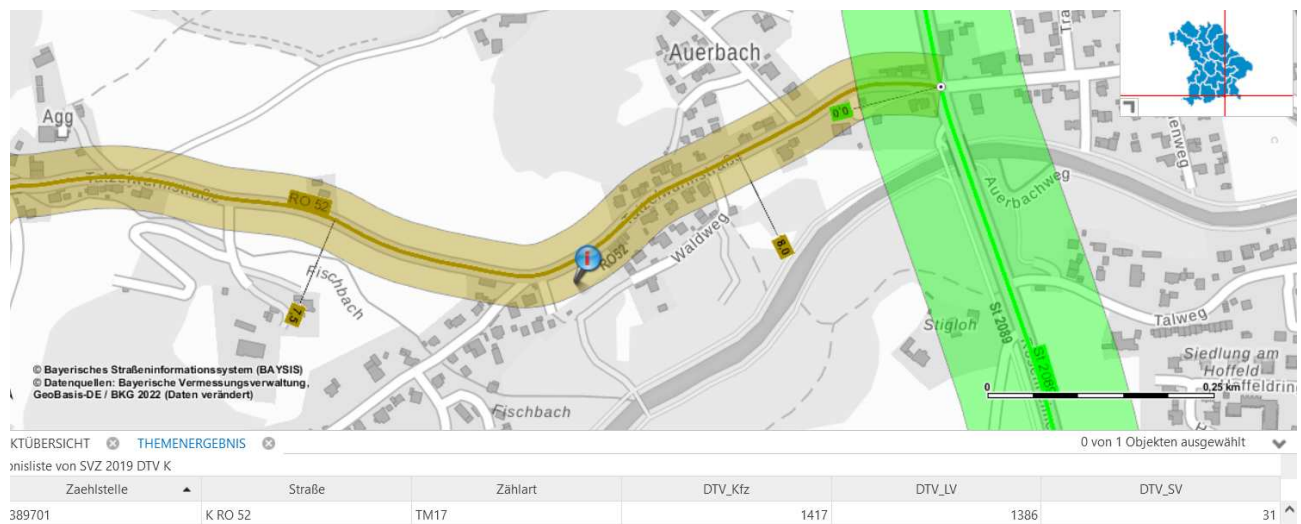 Auerbach
Agg
0.0
Auerbachweg
RO 52
Waldweg
RO52
8.0
Fischbach
7.5
Stigloh
St 2089
Talweg
Siedlung am
Hoffeld
© Bayerisches Straßeninformationssystem (BAYSIS)
© Datenquellen: Bayerische Vermessungsverwaltung,
GeoBasis-DE / BKG 2022 (Daten verändert)
0
0,25 km
Fischbach
KTÜBERSICHT THEMENERGEBNIS 0 von 1 Objekten ausgewählt
onisliste von SVZ 2019 DTV K
Zaehlstelle Straße Zählart DTV_Kfz DTV_LV DTV_SV
389701 K RO 52 TM17 1417 1386 31